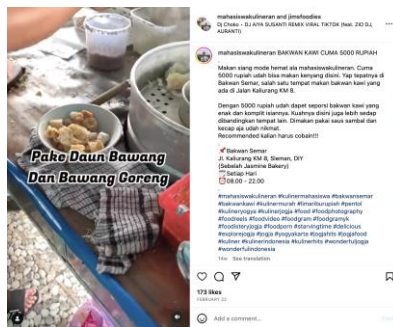 Pake Daun Bawang
Dan Bawang Goreng
mahasiswakulineran and jimefoodies
Dj Choko • DJ AYA SUSANTI REMIX VIRAL TIKTOK (feat. ZIO DJ,
AURANTI)
mahasiswakulineran BAKWAN KAWI CUMA 5000 RUPIAH
.
Makan siang mode hemat ala mahasiswakulineran. Cuma
5000 rupiah udah bisa makan kenyang disini. Yap tepatnya di
Bakwan Semar, salah satu tempat makan bakwan kawi yang
ada di Jalan Kaliurang KM 8.
.
Dengan 5000 rupiah udah dapet seporsi bakwan kawi yang
enak dan komplit isiannya. Kuahnya disini juga lebih sedap
dibandingkan tempat lain. Dimakan pakai saus sambal dan
kecap aja udah nikmat.
Recommended kalian harus cobain!!!
.
Bakwan Semar
Jl. Kaliurang KM 8, Sleman, DIY
(Sebelah Jasmine Bakery)
Setiap Hari
08.00 - 22.00
.
#mahasiswakulineran #kulinermahasiswa #bakwansemar
#bakwankawi #kulinermurah #limariburupiah #pentol
#kulineryogya #kulinerjogja #food #foodphotography
#foodreels #foodvideo #foodgram #foodgramyk
#foodisteryjogja #foodporn #starvingtime #delicious
#explorejogja #jogja #yogyakarta #jogjahits #jogjafood
#kuliner #kulinerindonesia #kulinerhits #wonderfuljogja
#wonderfulindonesia
14w See translation
173 likes
FEBRUARY 22
Add a comment...